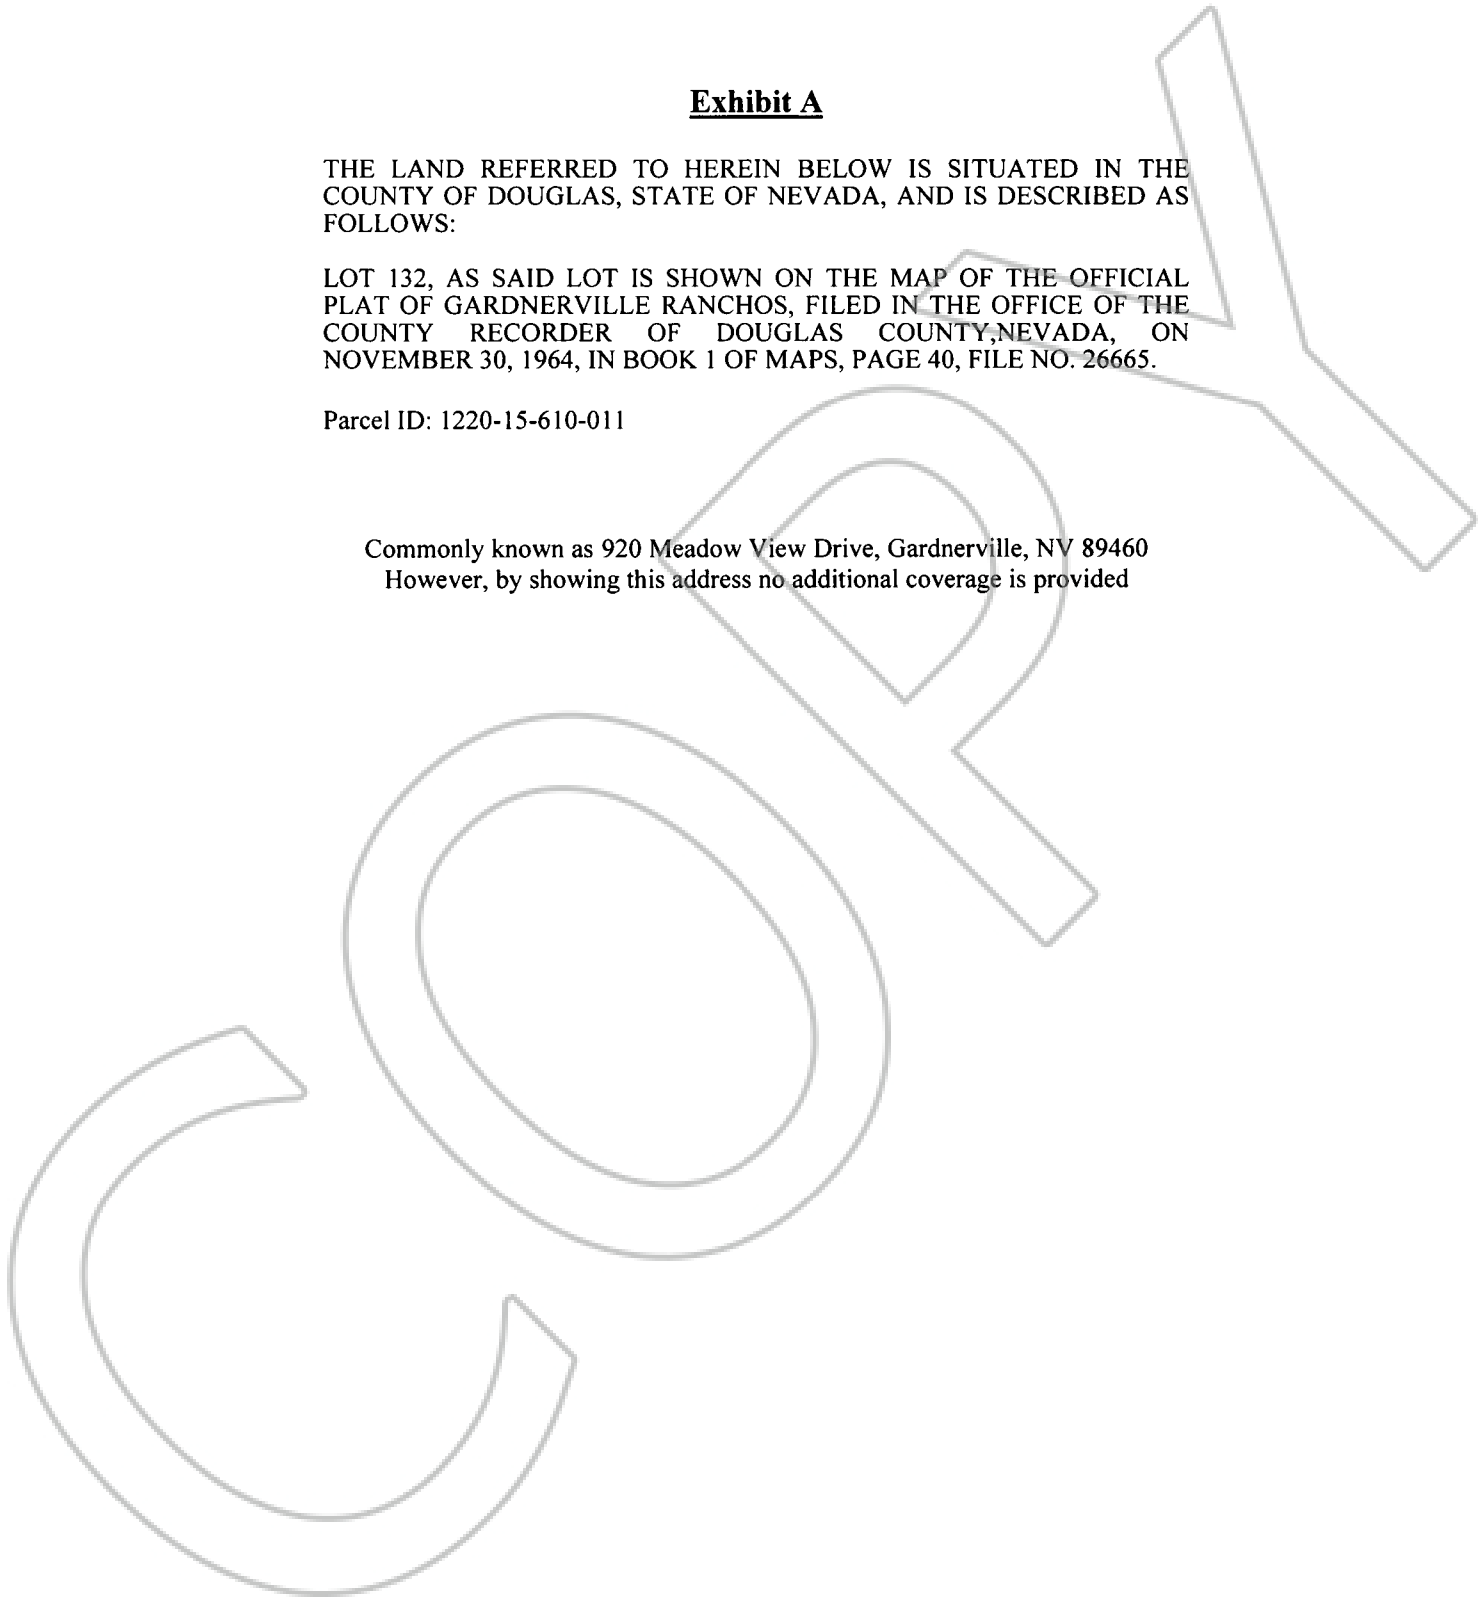 Exhibit A
THE LAND REFERRED TO HEREIN BELOW IS SITUATED IN THE
COUNTY OF DOUGLAS, STATE OF NEVADA, AND IS DESCRIBED AS
FOLLOWS:
LOT 132, AS SAID LOT IS SHOWN ON THE MAP OF THE OFFICIAL
PLAT OF GARDNERVILLE RANCHOS, FILED IN THE OFFICE OF THE
COUNTY RECORDER OF DOUGLAS COUNTY,NEVADA, ON
NOVEMBER 30, 1964, IN BOOK 1 OF MAPS, PAGE 40, FILE NO. 26665.
Parcel ID: 1220-15-610-011
Commonly known as 920 Meadow View Drive, Gardnerville, NV 89460
However, by showing this address no additional coverage is provided
COPY